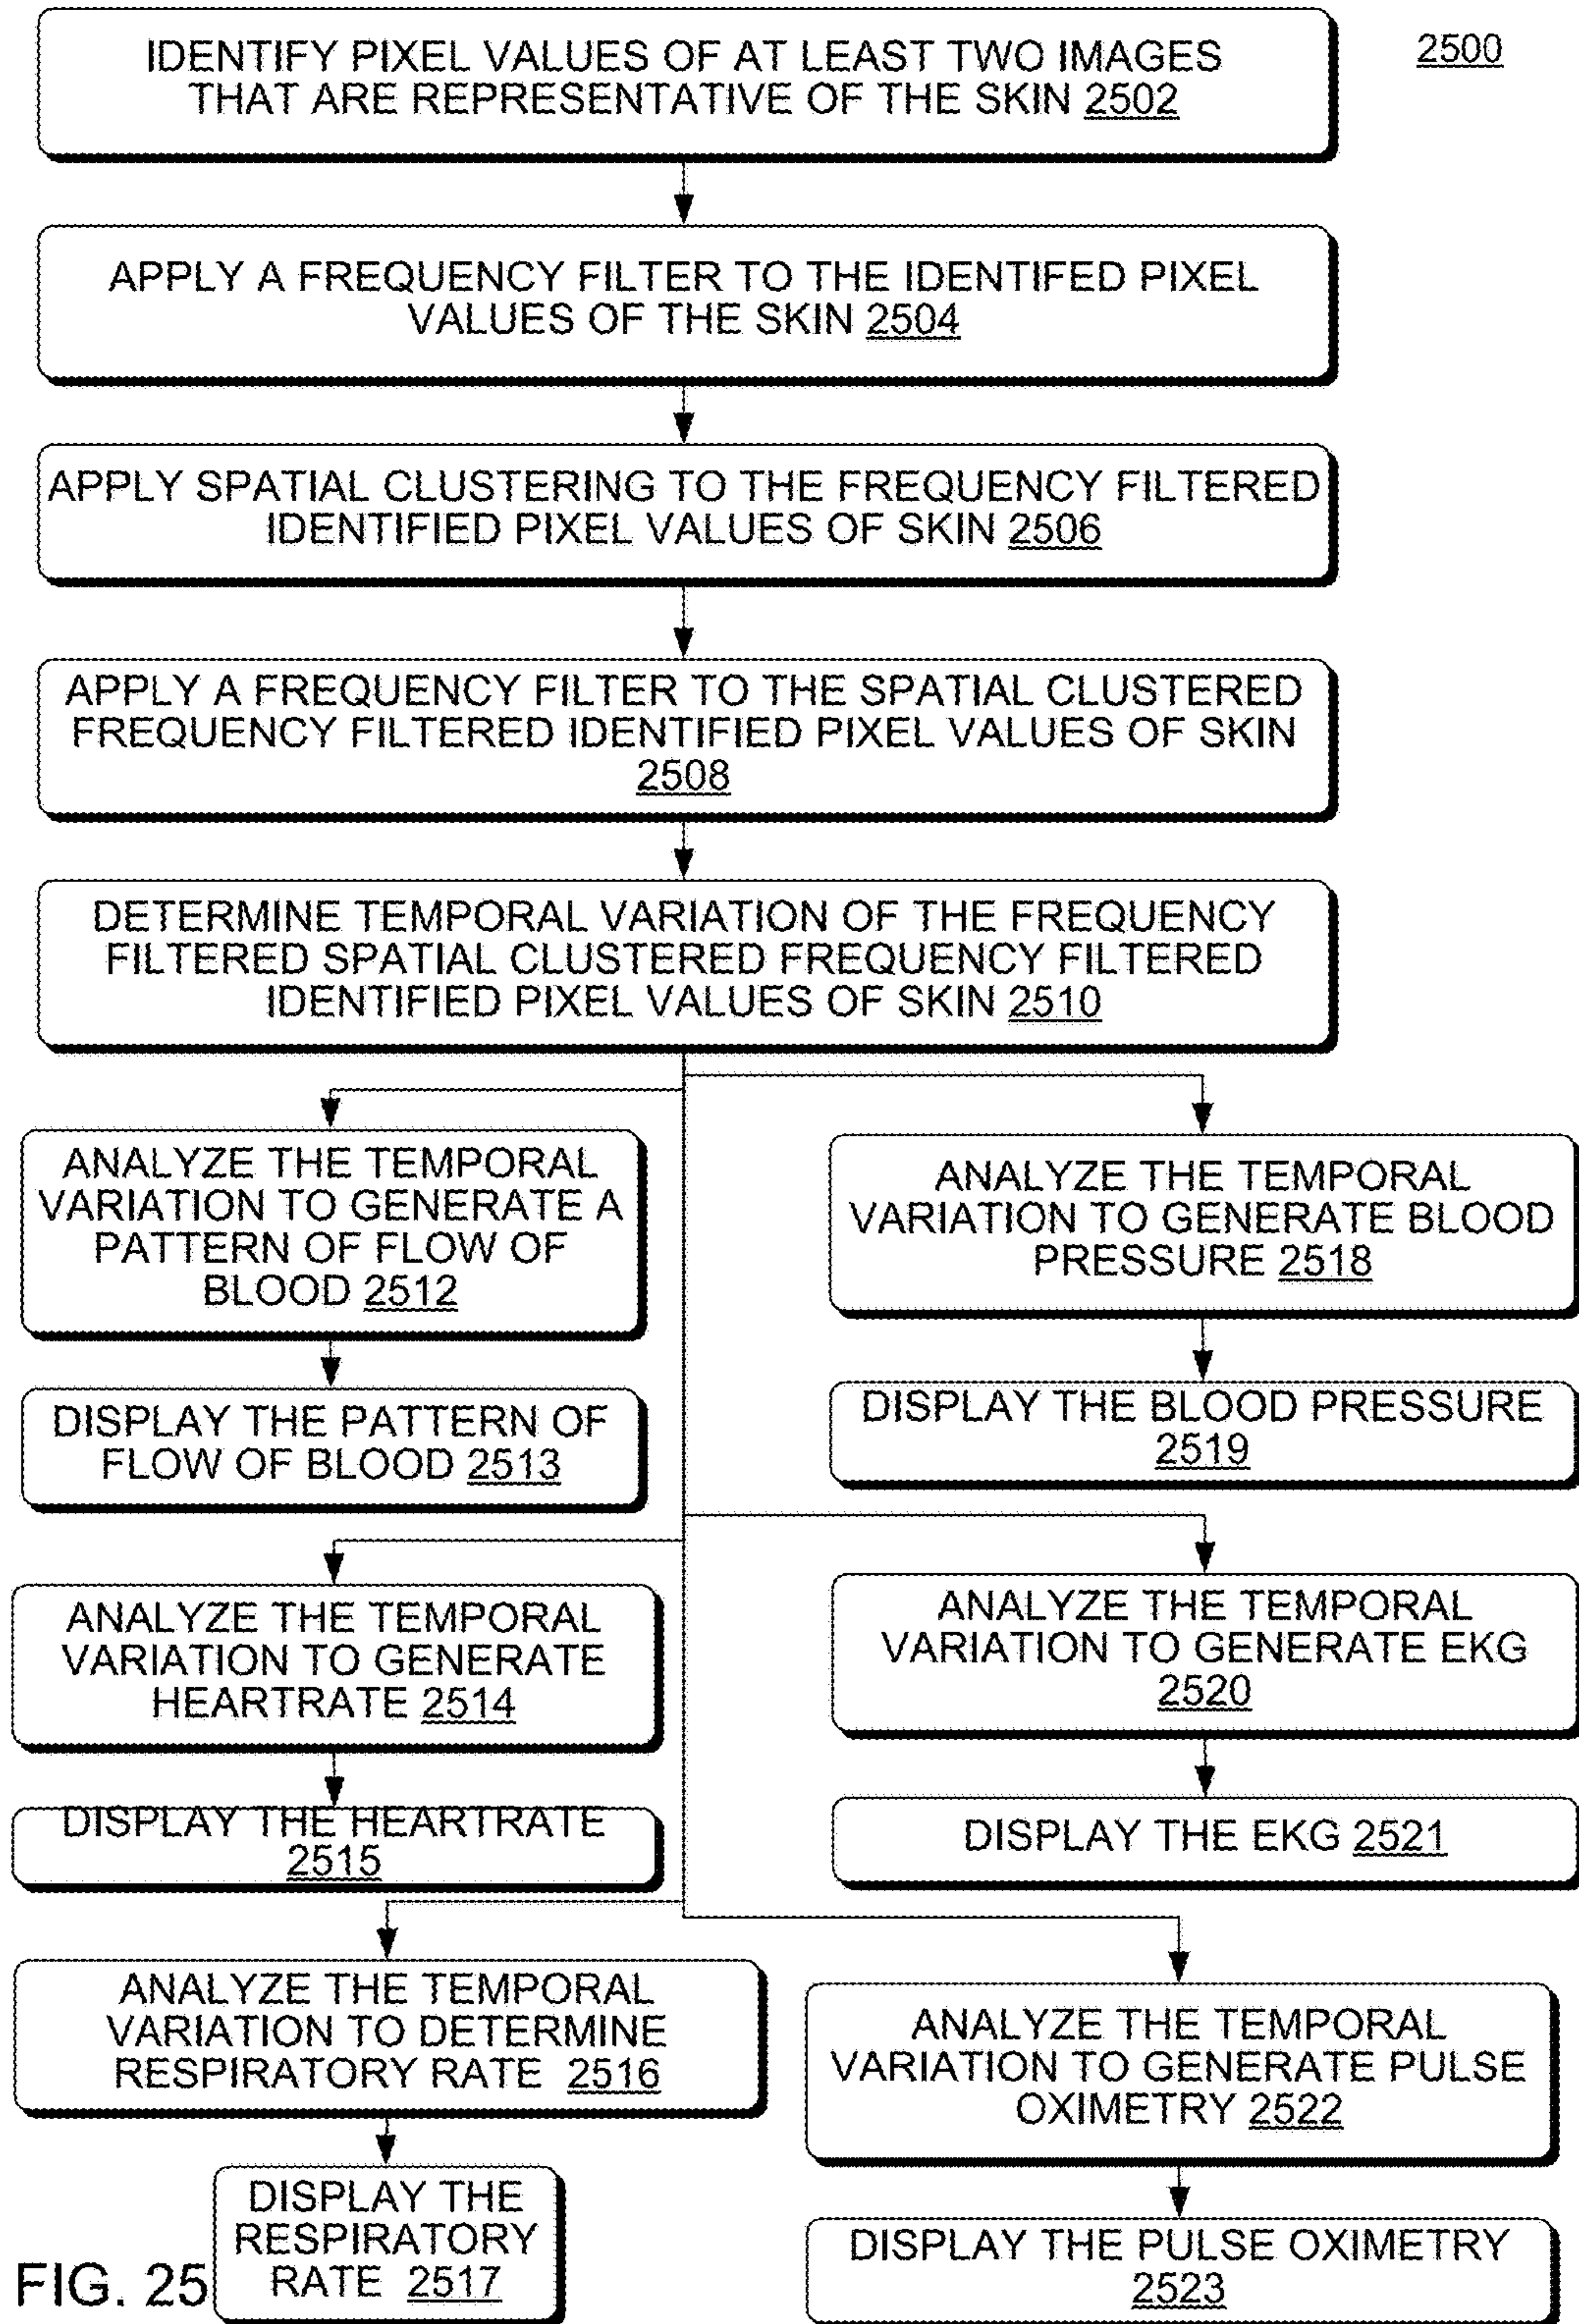 2500
IDENTIFY PIXEL VALUES OF AT LEAST TWO IMAGES
THAT ARE REPRESENTATIVE OF THE SKIN 2502
APPLY A FREQUENCY FILTER TO THE IDENTIFED PIXEL
VALUES OF THE SKIN 2504
APPLY SPATIAL CLUSTERING TO THE FREQUENCY FILTERED
IDENTIFIED PIXEL VALUES OF SKIN 2506
APPLY A FREQUENCY FILTER TO THE SPATIAL CLUSTERED
FREQUENCY FILTERED IDENTIFIED PIXEL VALUES OF SKIN
2508
DETERMINE TEMPORAL VARIATION OF THE FREQUENCY
FILTERED SPATIAL CLUSTERED FREQUENCY FILTERED
IDENTIFIED PIXEL VALUES OF SKIN 2510
ANALYZE THE TEMPORAL
VARIATION TO GENERATE A
PATTERN OF FLOW OF
BLOOD 2512
DISPLAY THE PATTERN OF
FLOW OF BLOOD 2513
ANALYZE THE TEMPORAL
VARIATION TO GENERATE BLOOD
PRESSURE 2518
DISPLAY THE BLOOD PRESSURE
2519
ANALYZE THE TEMPORAL
VARIATION TO GENERATE
HEARTRATE 2514
DISPLAY THE HEARTRATE
2515
ANALYZE THE TEMPORAL
VARIATION TO GENERATE EKG
2520
DISPLAY THE EKG 2521
ANALYZE THE TEMPORAL
VARIATION TO DETERMINE
RESPIRATORY RATE 2516
DISPLAY THE
RESPIRATORY
RATE 2517
ANALYZE THE TEMPORAL
VARIATION TO GENERATE PULSE
OXIMETRY 2522
DISPLAY THE PULSE OXIMETRY
2523
FIG. 25